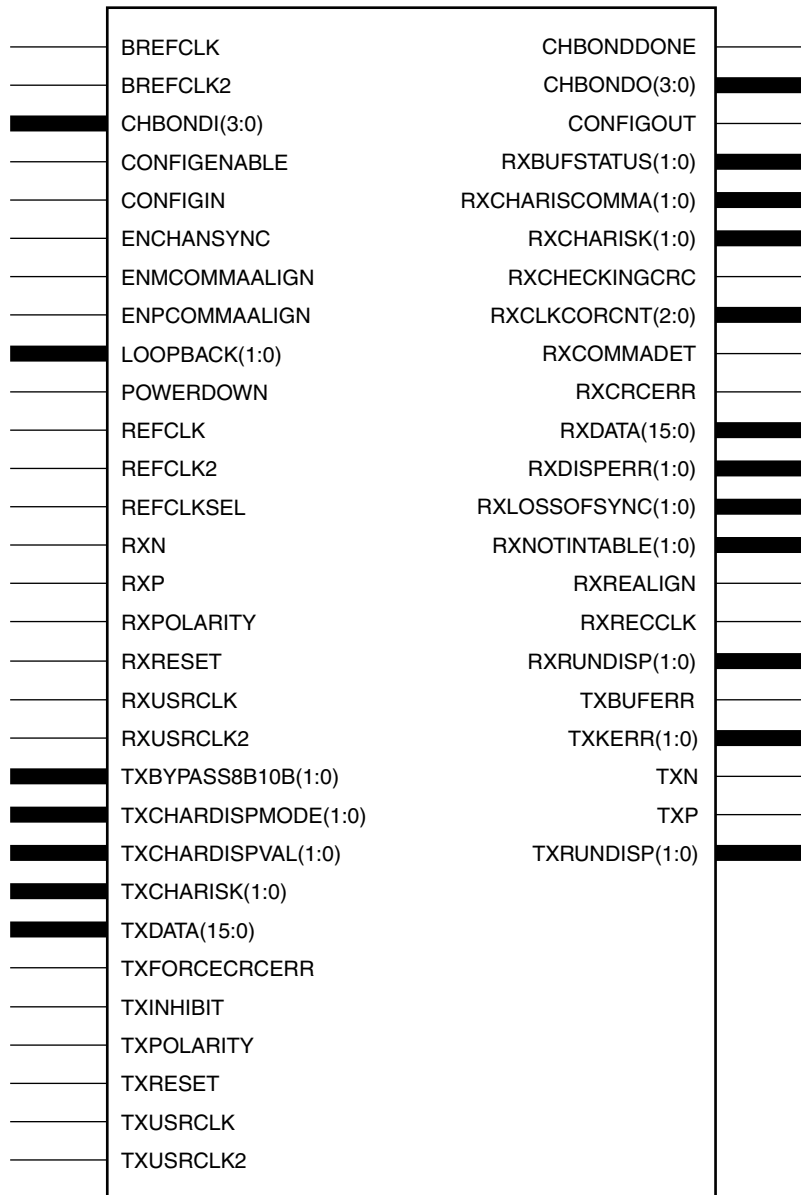 BREFCLK
BREFCLK2
CHBONDI(3:0)
CONFIGENABLE
CONFIGIN
ENCHANSYNC
ENMCOMMAALIGN
ENPCOMMAALIGN
LOOPBACK(1:0)
POWERDOWN
REFCLK
REFCLK2
REFCLKSEL
RXN
RXP
RXPOLARITY
RXRESET
RXUSRCLK
RXUSRCLK2
TXBYPASS8B10B(1:0)
TXCHARDISPMODE(1:0)
TXCHARDISPVAL(1:0)
TXCHARISK(1:0)
TXDATA(15:0)
TXFORCECRCERR
TXINHIBIT
TXPOLARITY
TXRESET
TXUSRCLK
TXUSRCLK2
CHBONDDONE
CHBONDO(3:0)
CONFIGOUT
RXBUFSTATUS(1:0)
RXCHARISCOMMA(1:0)
RXCHARISK(1:0)
RXCHECKINGCRC
RXCLKCORCNT(2:0)
RXCOMMADET
RXCRCERR
RXDATA(15:0)
RXDISPERR(1:0)
RXLOSSOFSYNC(1:0)
RXNOTINTABLE(1:0)
RXREALIGN
RXRECCLK
RXRUNDISP(1:0)
TXBUFERR
TXKERR(1:0)
TXN
TXP
TXRUNDISP(1:0)